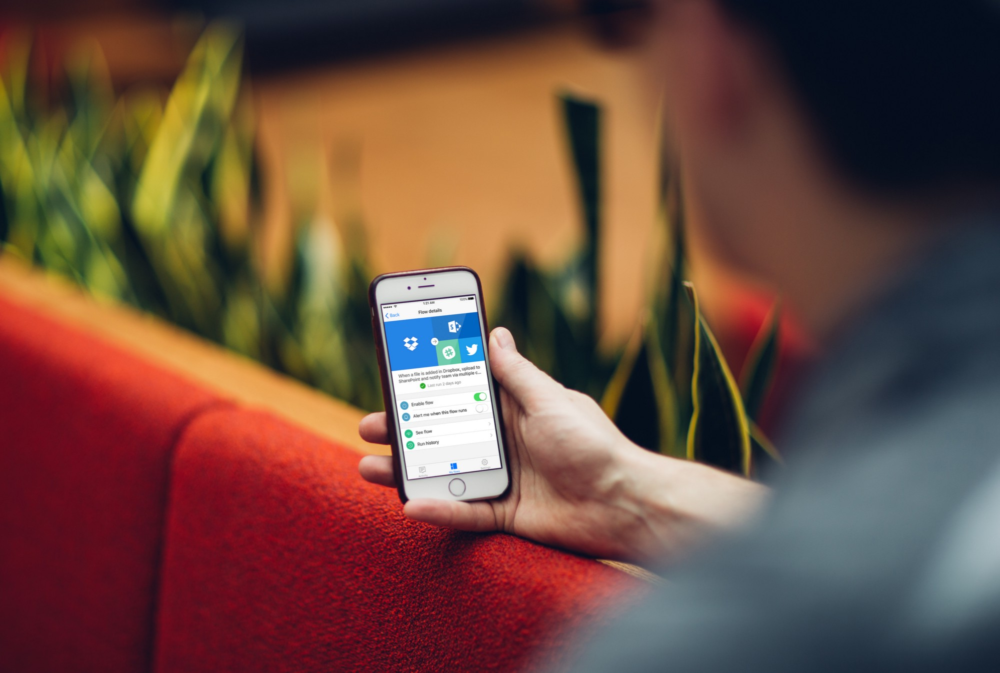 1:21 AM
100%
Back
Flow details
S
When a file is added in Dropbox, upload to
SharePoint and notify team via multiple c...
Last run 2 days ago
Enable flow
Alert me when this flow runs
See flow
Run history
Activity
My flows
Settings